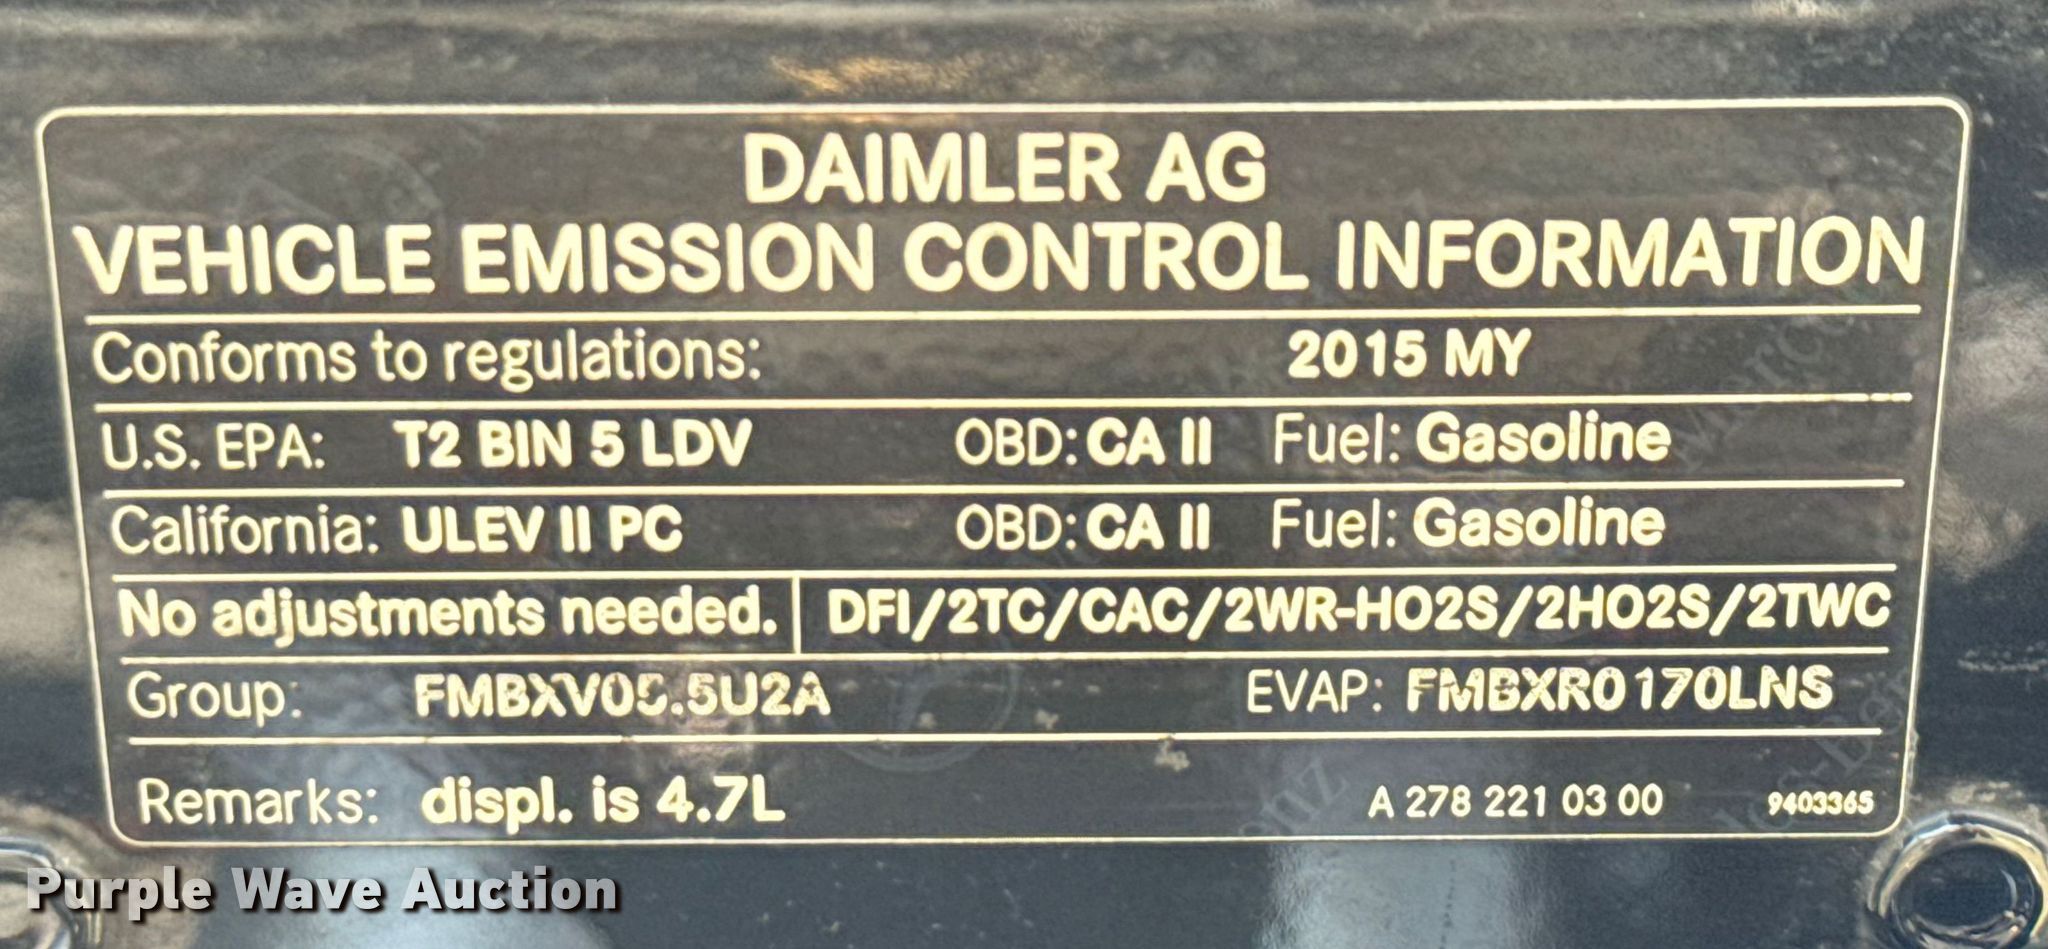 DAIMLER AG
VEHICLE EMISSION CONTROL INFORMATION
Conforms to regulations: 2015 MY
U.S. EPA: T2 BIN 5 LDV OBD: CA II Fuel: Gasoline
California: ULEV II PC OBD: CA II Fuel: Gasoline
No adjustments needed. DFI/2TC/CAC/2WR-HO2S/2HO2S/2TWC
Group: EVAP: FMBXR0170LNS
Remarks: displ. is 4.7L A 278 221 03 00 9403365
Purple Wave Auction